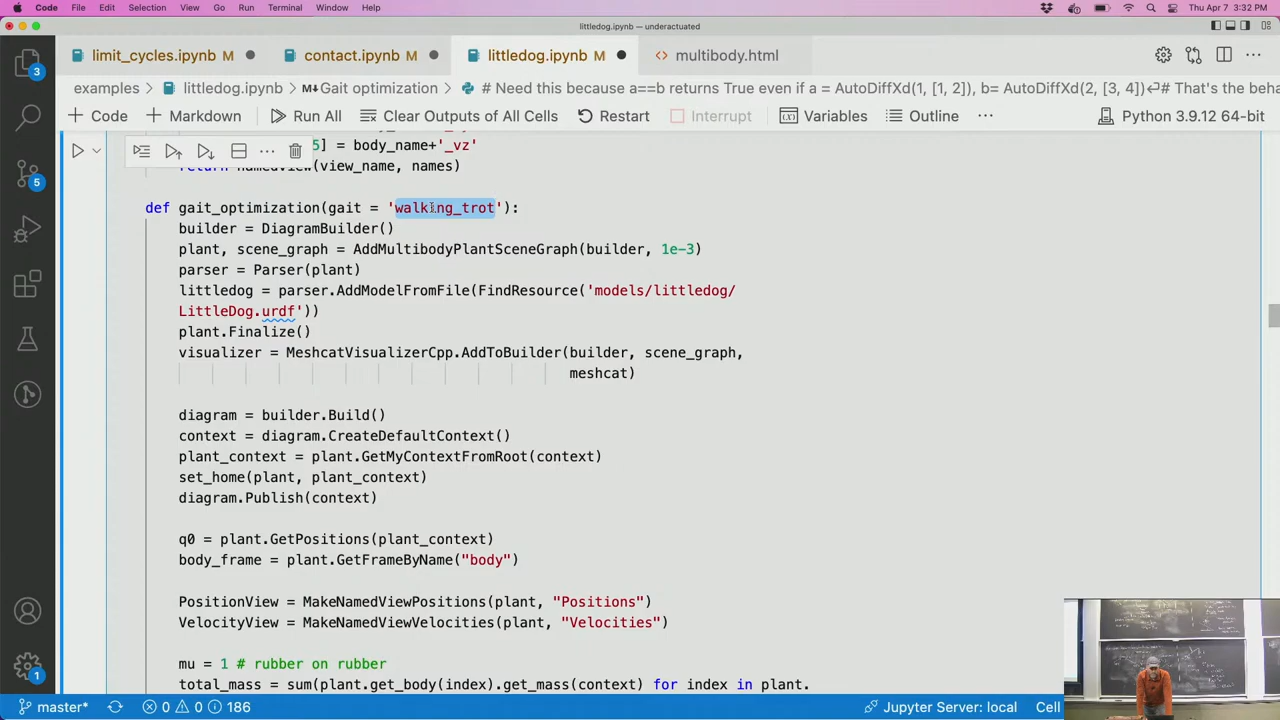 Code File Edit Selection View Go Run Terminal Window Help Thu Apr 7 3:32 PM
littledog.ipynb — underactuated
limit_cycles.ipynb M contact.ipynb M littledog.ipynb M <> multibody.html
examples > littledog.ipynb > M↓Gait optimization > # Need this because a==b returns True even if a = AutoDiffXd(1, [1, 2]), b= AutoDiffXd(2, [3, 4])↵# That's the beha
+ Code + Markdown Run All Clear Outputs of All Cells Restart Interrupt Variables Outline ··· Python 3.9.12 64-bit
5] = body_name+'_vz'
return namedview(view_name, names)
def gait_optimization(gait = 'walking_trot'):
builder = DiagramBuilder()
plant, scene_graph = AddMultibodyPlantSceneGraph(builder, 1e-3)
parser = Parser(plant)
littledog = parser.AddModelFromFile(FindResource('models/littledog/
LittleDog.urdf'))
plant.Finalize()
visualizer = MeshcatVisualizerCpp.AddToBuilder(builder, scene_graph,
meshcat)
diagram = builder.Build()
context = diagram.CreateDefaultContext()
plant_context = plant.GetMyContextFromRoot(context)
set_home(plant, plant_context)
diagram.Publish(context)
q0 = plant.GetPositions(plant_context)
body_frame = plant.GetFrameByName("body")
PositionView = MakeNamedViewPositions(plant, "Positions")
VelocityView = MakeNamedViewVelocities(plant, "Velocities")
mu = 1 # rubber on rubber
total_mass = sum(plant.get_body(index).get_mass(context) for index in plant.
3
5
1
master* 0 0 186 Jupyter Server: local Cell